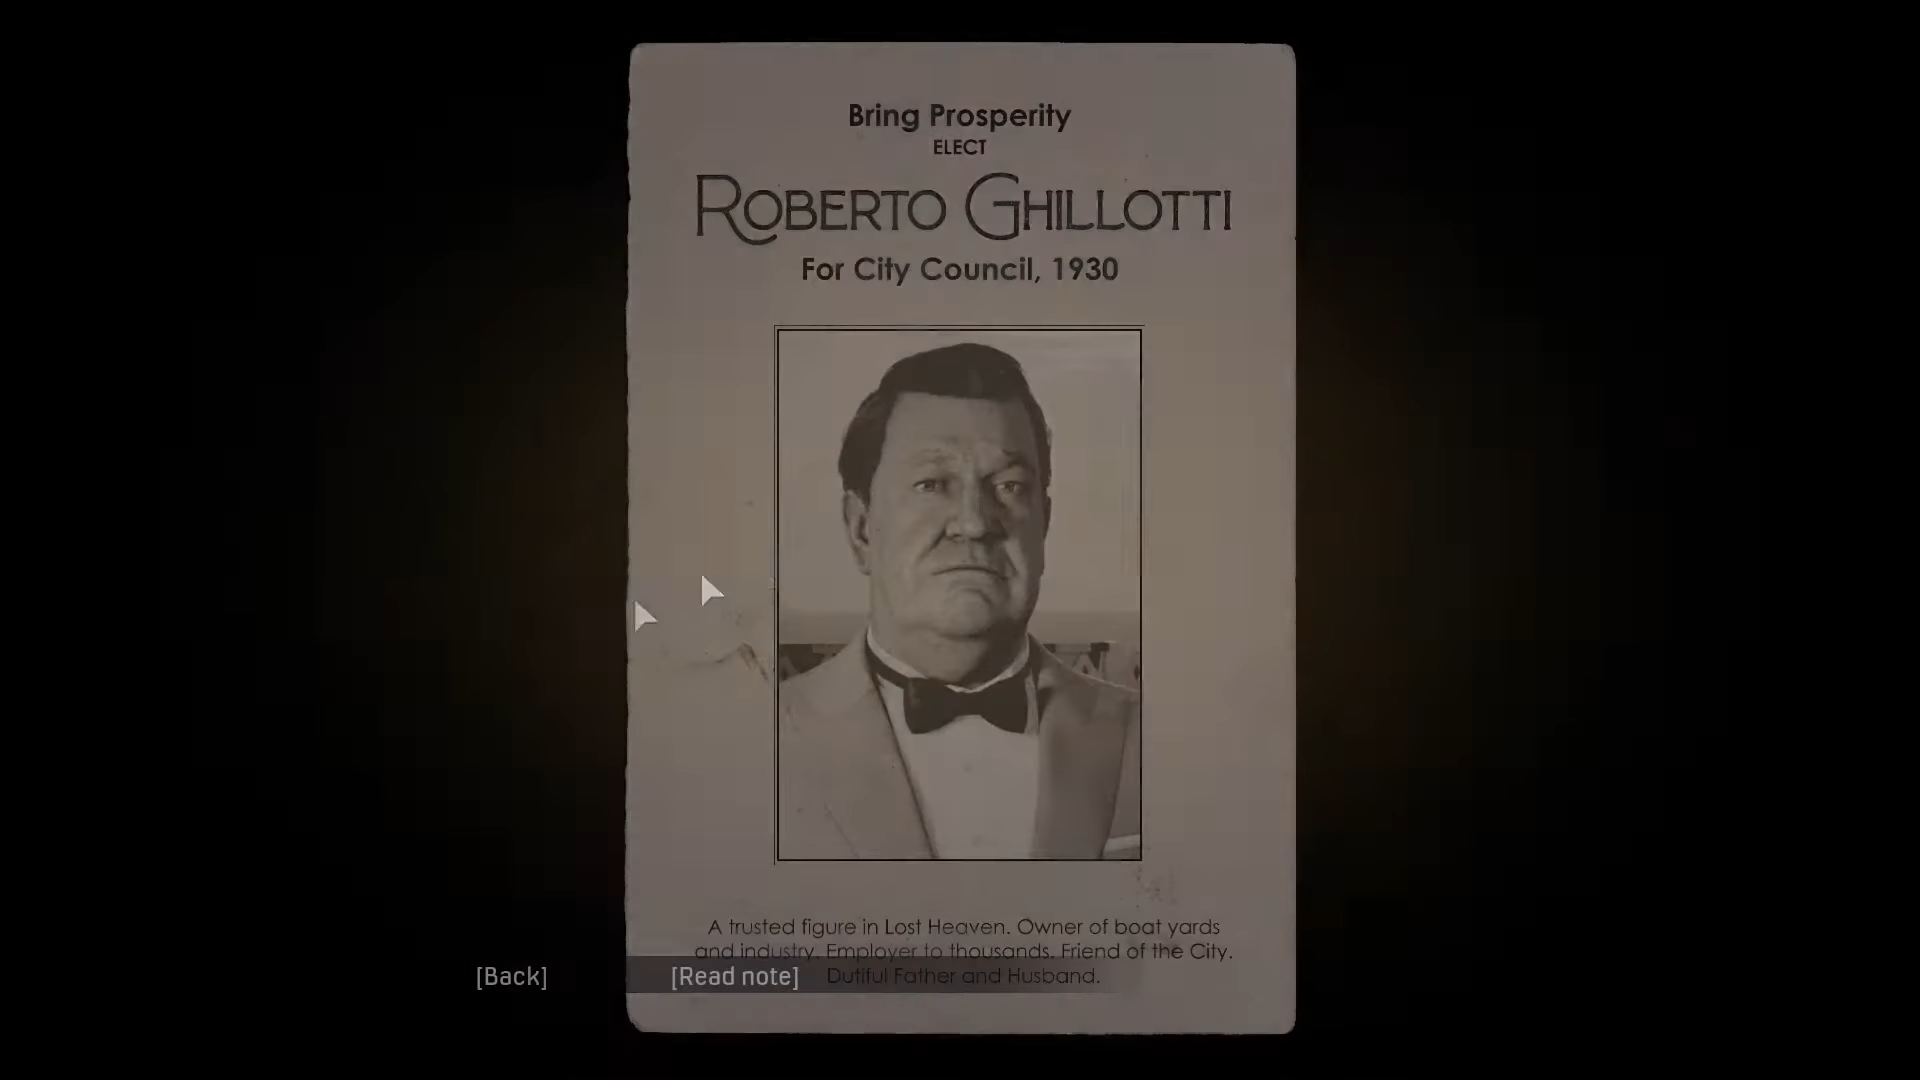 Bring Prosperity
ELECT
ROBERTO GHILLOTTI
For City Council, 1930
A trusted figure in Lost Heaven. Owner of boat yards
and industry. Employer to thousands. Friend of the City.
Dutiful Father and Husband.
[Back]
[Read note]